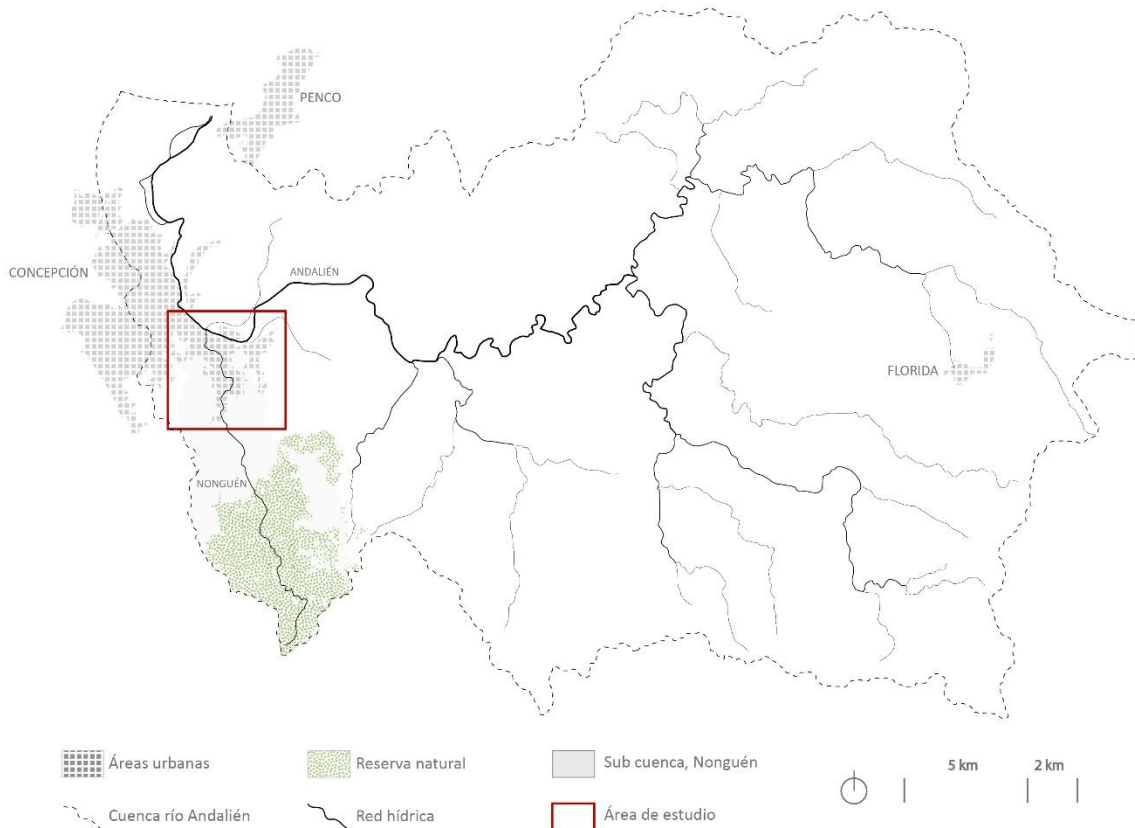 PENCO
CONCEPCIÓN
ANDALIÉN
FLORIDA
NONGUÉN
Áreas urbanas
Reserva natural
Sub cuenca, Nonguén
5 km
2 km
Cuenca río Andalién
Red hídrica
Área de estudio